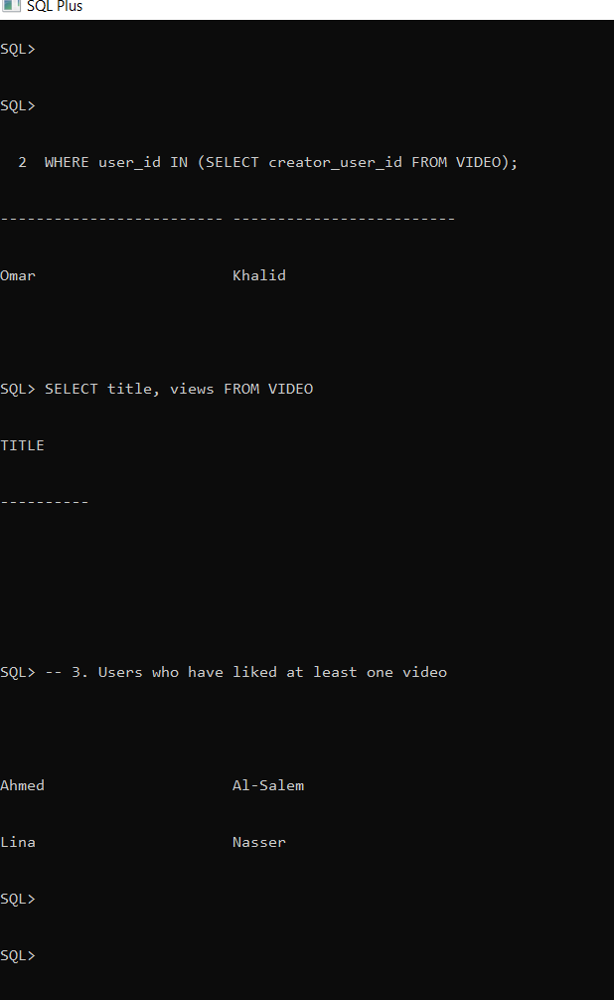 SQL Plus
SQL>
SQL>
  2  WHERE user_id IN (SELECT creator_user_id FROM VIDEO);
------------------------- -------------------------
Omar                      Khalid
SQL> SELECT title, views FROM VIDEO
TITLE
----------
SQL> -- 3. Users who have liked at least one video
Ahmed                     Al-Salem
Lina                      Nasser
SQL>
SQL>